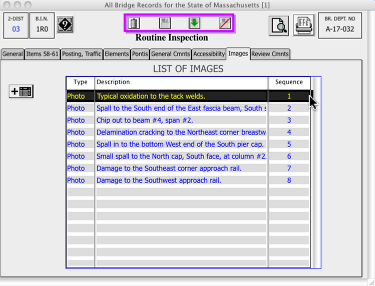 All Bridge Records for the State of Massachusetts [1]
2-DIST
03
B.I.N.
1R0
Routine Inspection
BR. DEPT. NO
A-17-032
General Items 58-61 Posting, Traffic Elements Pontis General Cmnts Accessibility Images Review Cmnts
LIST OF IMAGES
Type Description Sequence
Photo Typical oxidation to the tack welds. 1
Photo Spall to the South end of the East fascia beam, South 2
Photo Chip out to beam #4, span #2. 3
Photo Delamination cracking to the Northeast corner breastw 4
Photo Spall in to the bottom West end of the South pier cap. 5
Photo Small spall to the North cap, South face, at column #2. 6
Photo Damage to the Southeast corner approach rail. 7
Photo Damage to the Southwest approach rail. 8